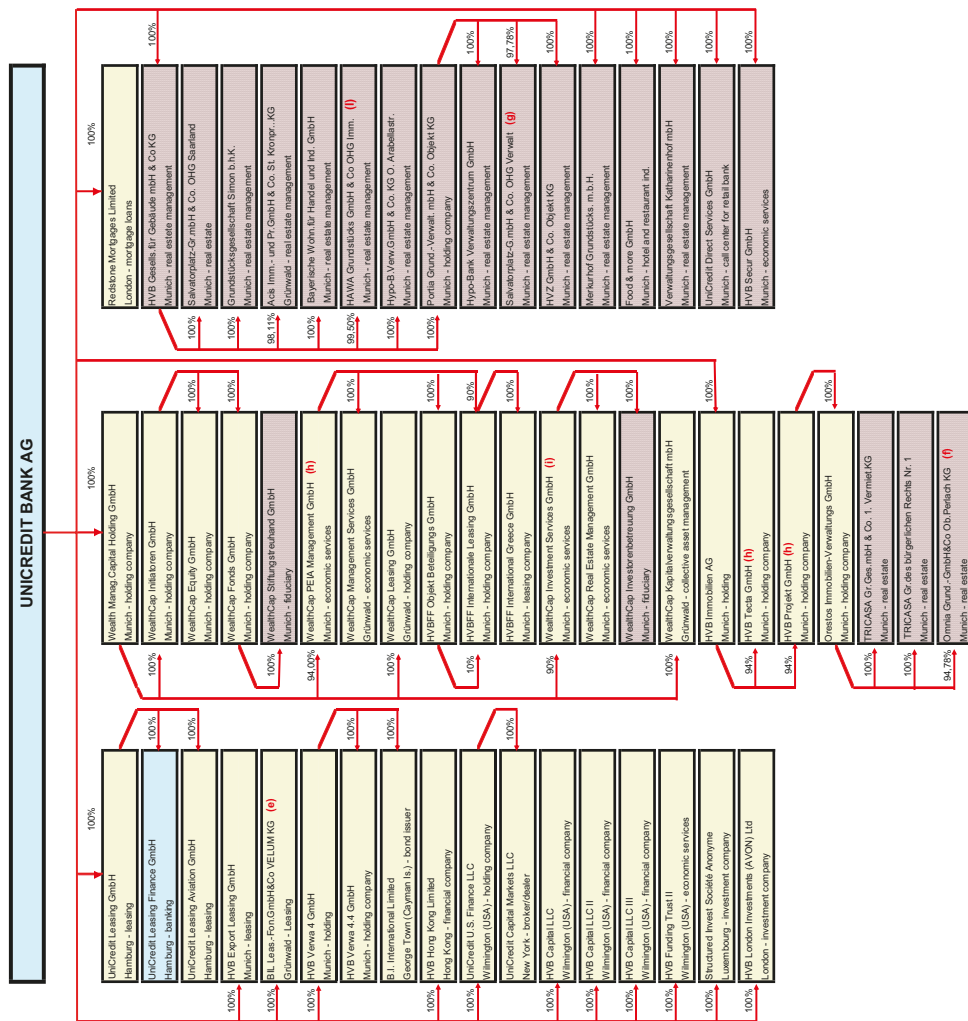 UNICREDIT BANK AG
100%
100%
100%
UniCredit Leasing GmbH
Hamburg - leasing
UniCredit Leasing Finance GmbH
Hamburg - banking
100%
UniCredit Leasing Aviation GmbH
Hamburg - leasing
100%
HVB Export Leasing GmbH
Munich - leasing
100%
BIL Leas.-Fon.GmbH&Co VELUM KG (e)
Grünwald - Leasing
100%
HVB Verwa 4 GmbH
Munich - holding company
100%
HVB Verwa 4.4 GmbH
Munich - holding company
100%
B.I. International Limited
George Town (Cayman Is.) - bond issuer
100%
HVB Hong Kong Limited
Hong Kong - financial company
100%
UniCredit U.S. Finance LLC
Wilmington (USA) - holding company
100%
UniCredit Capital Markets LLC
New York - broker/dealer
100%
HVB Capital LLC
Wilmington (USA) - financial company
100%
HVB Capital LLC II
Wilmington (USA) - financial company
100%
HVB Capital LLC III
Wilmington (USA) - financial company
100%
HVB Funding Trust II
Wilmington (USA) - economic services
100%
Structured Invest Société Anonyme
Luxembourg - investment company
100%
HVB London Investments (AVON) Ltd
London - investment company
100%
Wealth Manag.Capital Holding GmbH
Munich - holding company
WealthCap Initiatoren GmbH
Munich - holding company
100%
WealthCap Equity GmbH
Munich - holding company
100%
WealthCap Fonds GmbH
Munich - holding company
100%
WealthCap Stiftungstreuhand GmbH
Munich - fiduciary
100%
WealthCap PEIA Management GmbH (h)
Munich - economic services
94,00%
WealthCap Management Services GmbH
Grünwald - economic services
100%
WealthCap Leasing GmbH
Grünwald - holding company
100%
HVBFF Objekt Beteiligungs GmbH
Munich - holding company
100%
HVBFF Internationale Leasing GmbH
Munich - holding company
10%
90%
HVBFF International Greece GmbH
Munich - leasing company
100%
WealthCap Investment Services GmbH (i)
Munich - economic services
90%
10%
WealthCap Real Estate Management GmbH
Munich - economic services
100%
WealthCap Investorenbetreuung GmbH
Munich - fiduciary
100%
WealthCap Kapitalverwaltungsgesellschaft mbH
Grünwald - collective asset management
100%
HVB Immobilien AG
Munich - holding
100%
HVB Tecta GmbH (h)
Munich - holding company
94%
HVB Projekt GmbH (h)
Munich - holding company
94%
Orestos Immobilien-Verwaltungs GmbH
Munich - holding company
100%
TRICASA Gr.Ges.mbH & Co. 1. Vermiet.KG
Munich - real estate
100%
TRICASA Gr.des bürgerlichen Rechts Nr. 1
Munich - real estate
100%
Omnia Grund.-GmbH&Co Ob.Perlach KG (f)
Munich - real estate
94,78%
Redstone Mortgages Limited
London - mortgage loans
HVB Gesells.für Gebäude mbH & Co KG
Munich - real estete management
100%
Salvatorplatz-Gr.mbH & Co. OHG Saarland
Munich - real estate
100%
Grundstücksgesellschaft Simon b.h.K.
Munich - real estate management
100%
Acis Imm.- und Pr.GmbH & Co. St. Kronpr...KG
Grünwald - real estate management
98,11%
Bayerische Wohn.für Handel und Ind. GmbH
Munich - real estate management
100%
HAWA Grundstücks GmbH & Co OHG Imm. (l)
Munich - real estate management
99,50%
Hypo-B.Verw.GmbH & Co. KG O. Arabellastr.
Munich - real estate management
100%
Portia Grund.-Verwalt. mbH & Co. Objekt KG
Munich - holding company
100%
Hypo-Bank Verwaltungszentrum GmbH
Munich - real estate management
100%
Salvatorplatz-G.mbH & Co. OHG Verwalt (g)
Munich - real estate management
97,78%
HVZ GmbH & Co. Objekt KG
Munich - real estate management
100%
Merkurhof Grundstücks. m.b.H.
Munich - real estate management
100%
Food & more GmbH
Munich - hotel and restaurant ind.
100%
Verwaltungsgesellschaft Katharinenhof mbH
Munich - real estate management
100%
UniCredit Direct Services GmbH
Munich - call center for retail bank
100%
HVB Secur GmbH
Munich - economic services
100%